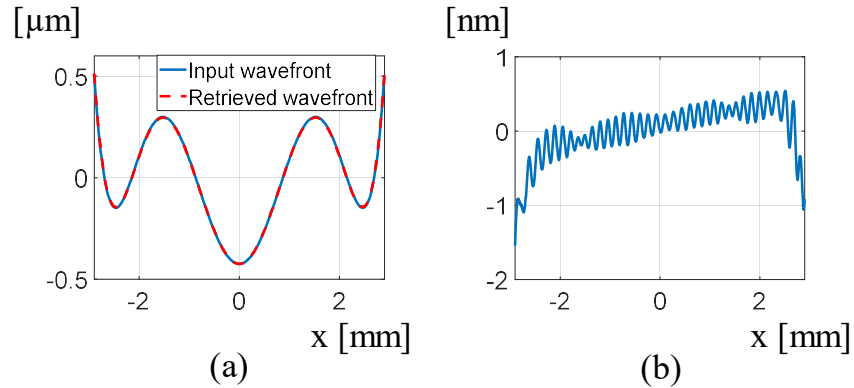 [µm]
0.5
0
-0.5
Input wavefront
Retrieved wavefront
-2
0
2
x [mm]
(a)
[nm]
1
0
-1
-2
-2
0
2
x [mm]
(b)